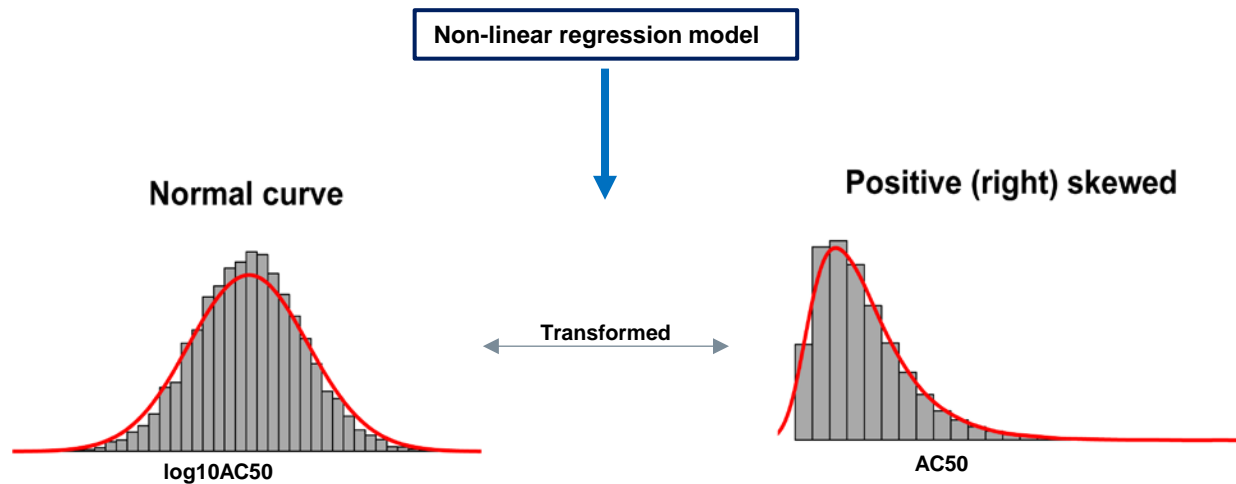 Non-linear regression model
Normal curve
Positive (right) skewed
Transformed
log10AC50
AC50